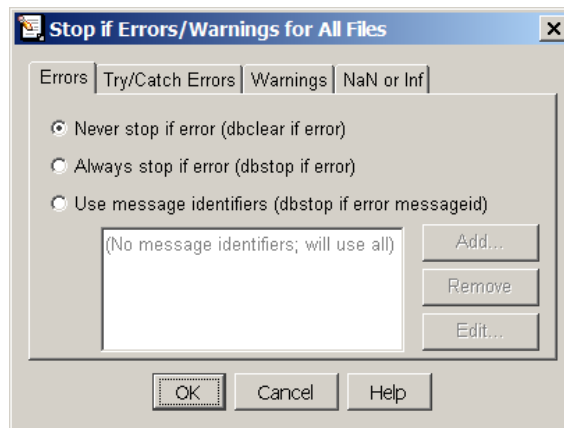 Stop if Errors/Warnings for All Files
Errors Try/Catch Errors Warnings NaN or Inf
Never stop if error (dbclear if error)
Always stop if error (dbstop if error)
Use message identifiers (dbstop if error messageid)
(No message identifiers; will use all)
Add...
Remove
Edit...
OK Cancel Help